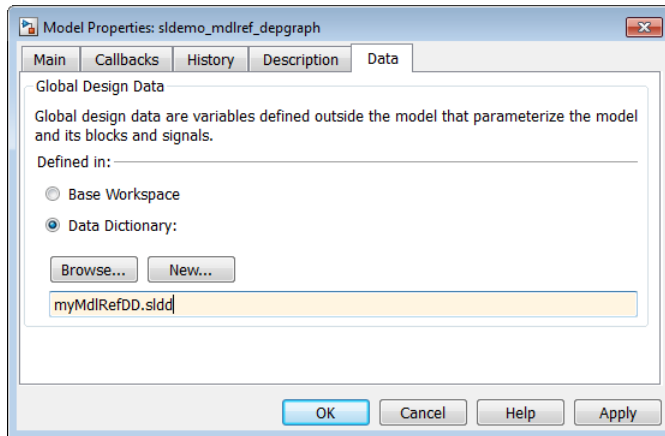 Model Properties: sldemo_mdlref_depgraph
Main Callbacks History Description Data
Global Design Data
Global design data are variables defined outside the model that parameterize the model
and its blocks and signals.
Defined in:
Base Workspace
Data Dictionary:
Browse... New...
myMdlRefDD.sldd
OK Cancel Help Apply